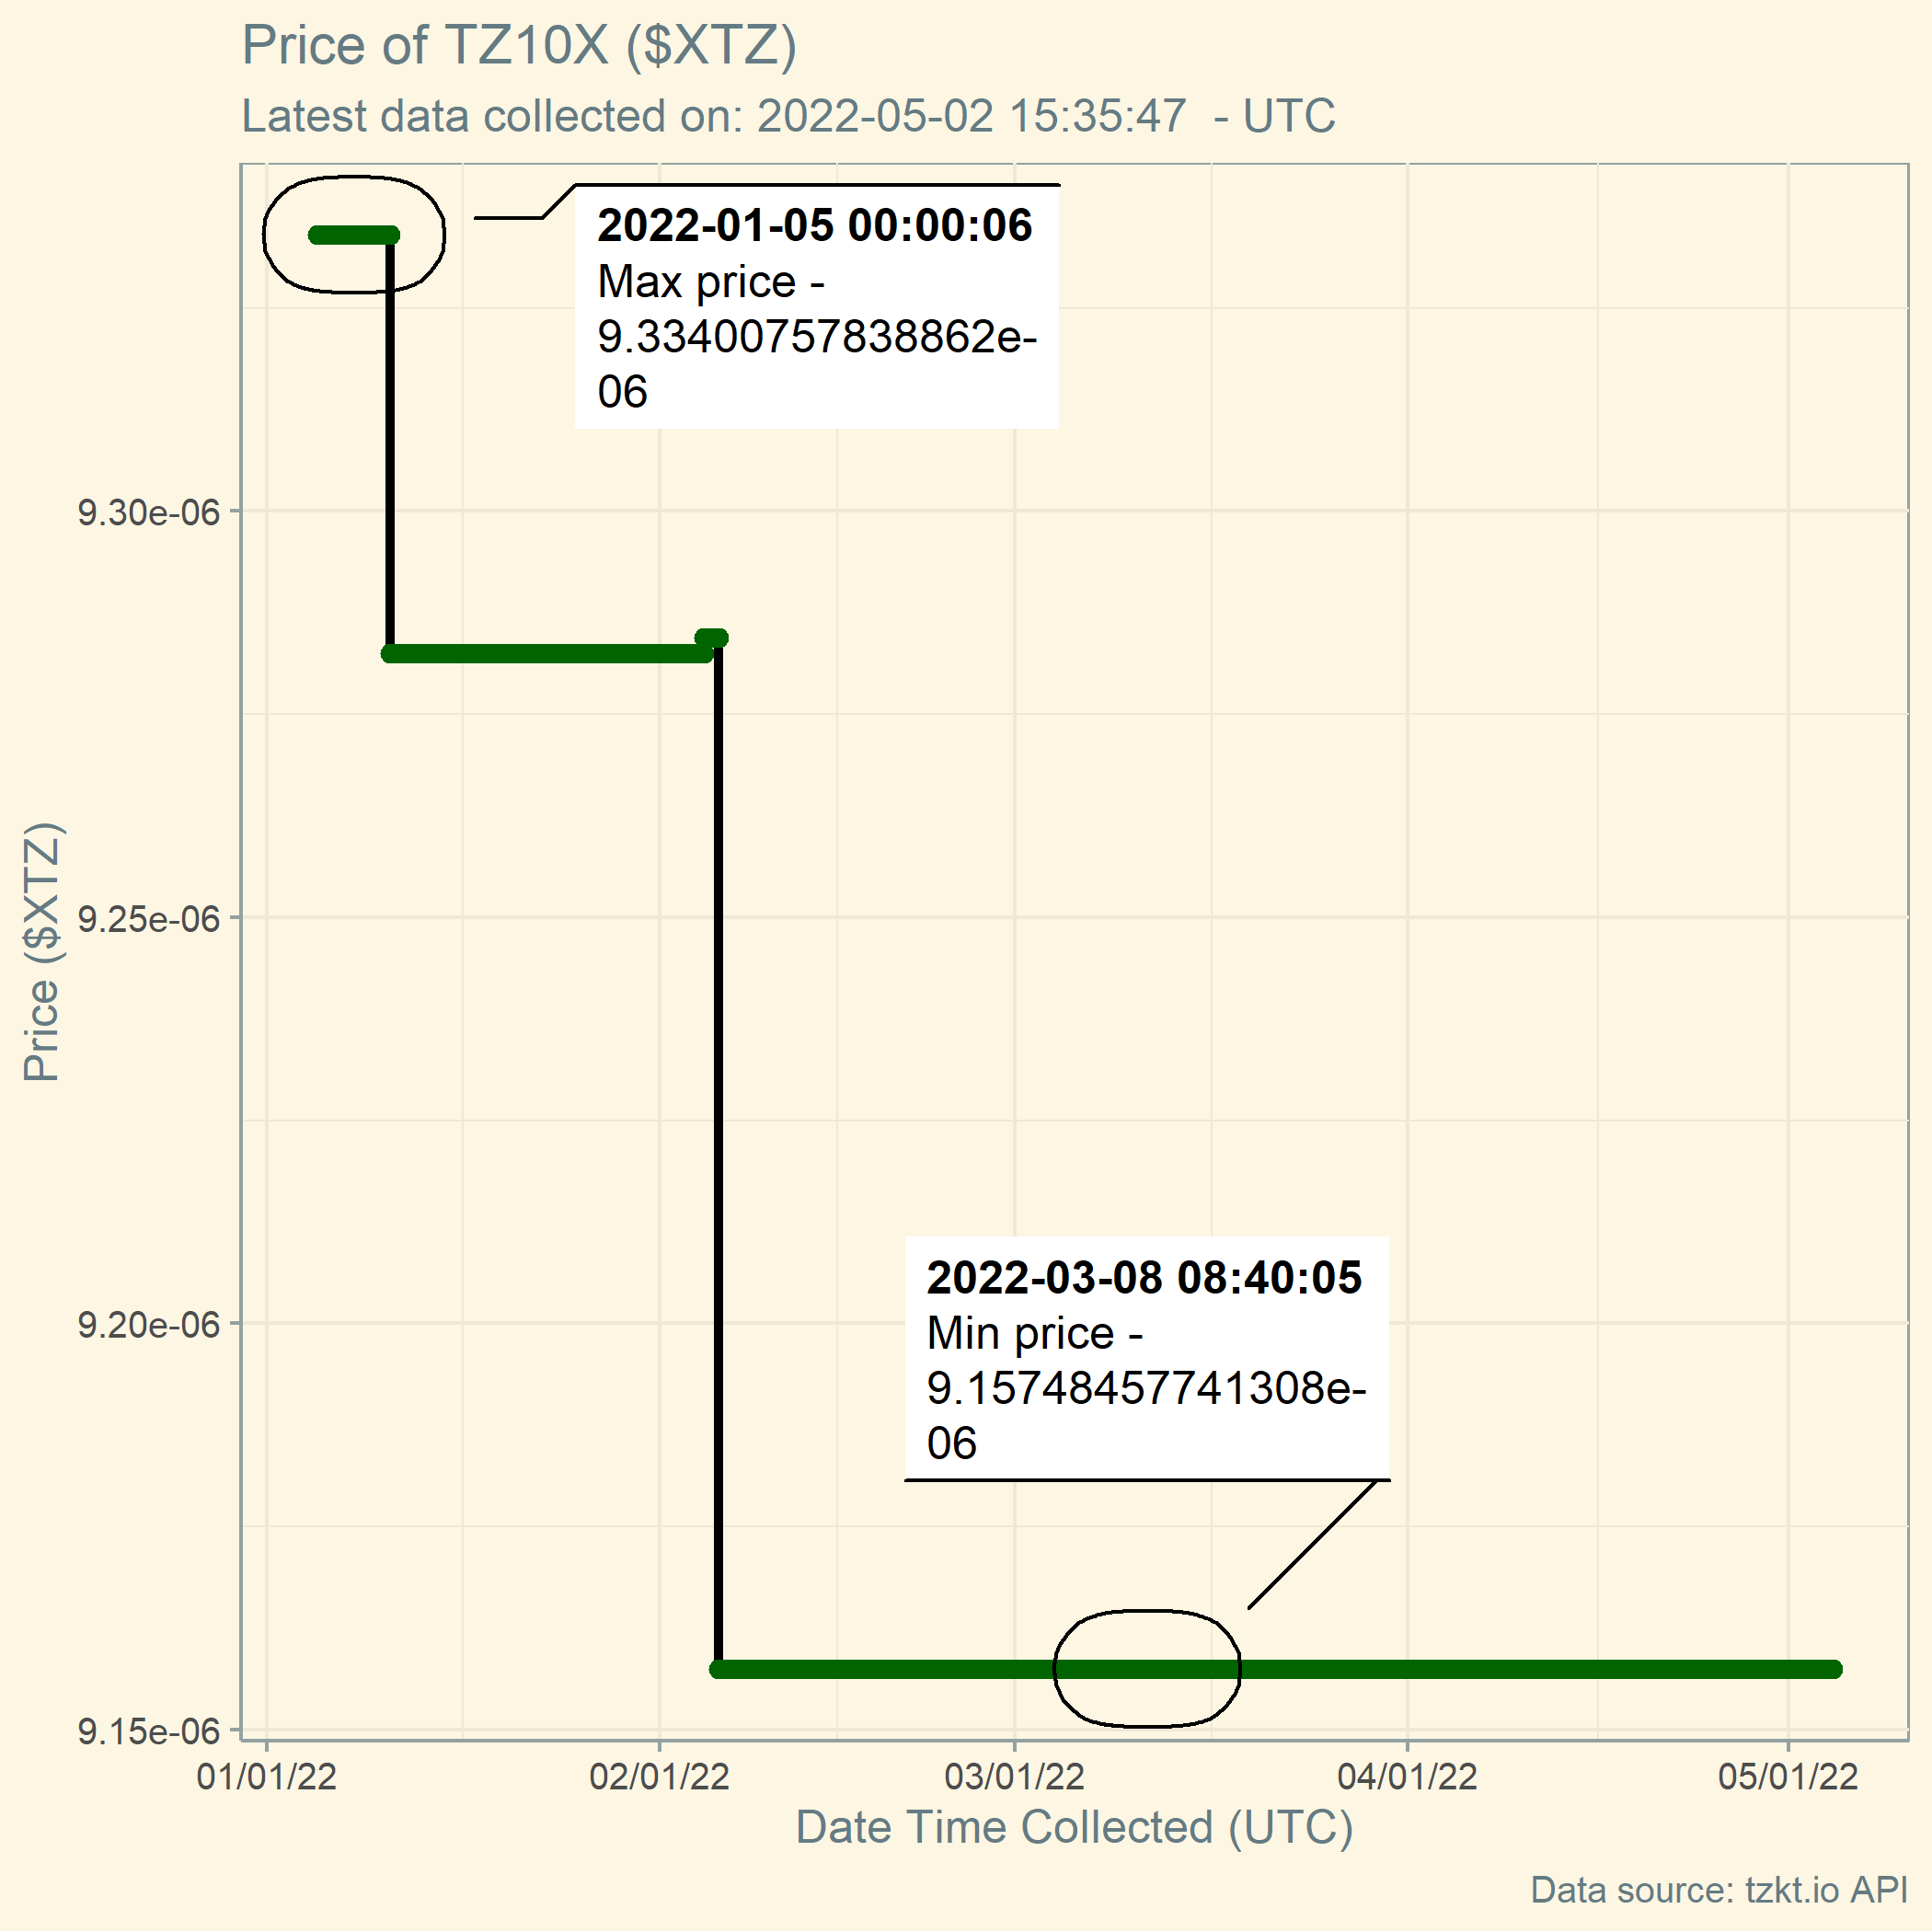 Price of TZ10X ($XTZ)
Latest data collected on: 2022-05-02 15:35:47  - UTC
2022-01-05 00:00:06
Max price -
9.33400757838862e-
06
9.30e-06
9.25e-06
9.20e-06
9.15e-06
Price ($XTZ)
2022-03-08 08:40:05
Min price -
9.15748457741308e-
06
01/01/22 02/01/22 03/01/22 04/01/22 05/01/22
Date Time Collected (UTC)
Data source: tzkt.io API